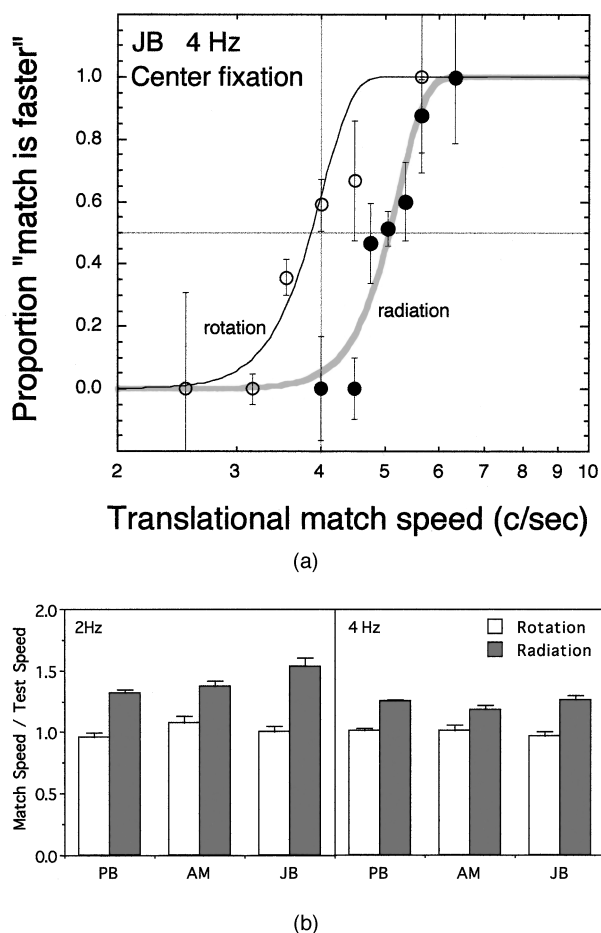 JB 4 Hz
Center fixation
Proportion "match is faster"
1.0
0.8
0.6
0.4
0.2
0.0
rotation
radiation
2 3 4 5 6 7 8 9 10
Translational match speed (c/sec)
(a)
Match Speed / Test Speed
2.0
1.5
1.0
0.5
0.0
2Hz
4 Hz
Rotation
Radiation
PB AM JB PB AM JB
(b)